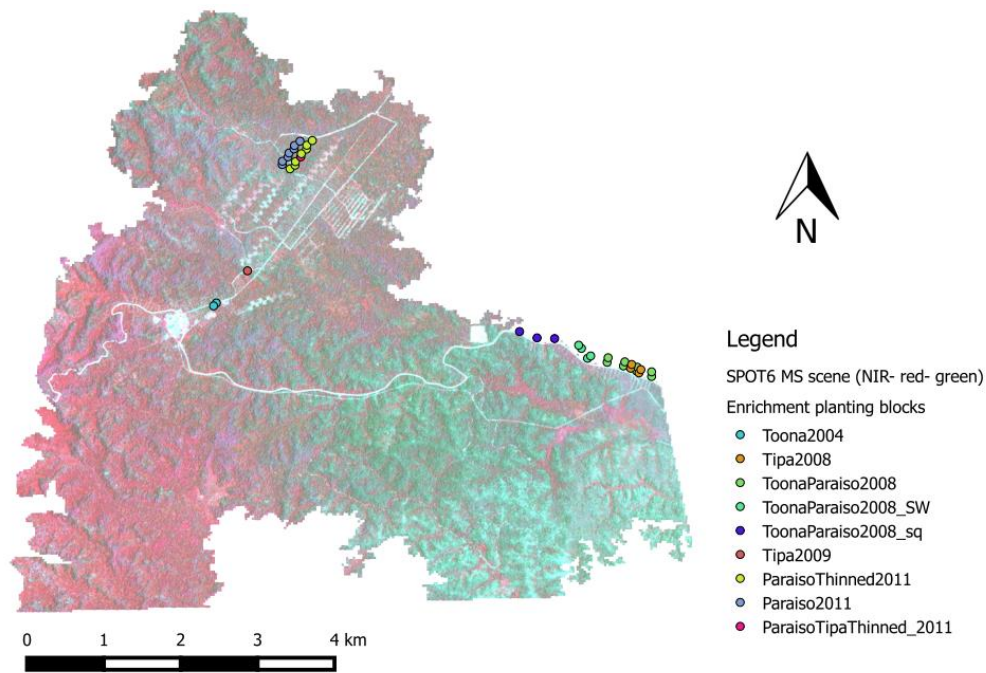 N
Legend
SPOT6 MS scene (NIR- red- green)
Enrichment planting blocks
Toona2004
Tipa2008
ToonaParaiso2008
ToonaParaiso2008_SW
ToonaParaiso2008_sq
Tipa2009
ParaisoThinned2011
Paraiso2011
ParaisoTipaThinned_2011
0 1 2 3 4 km